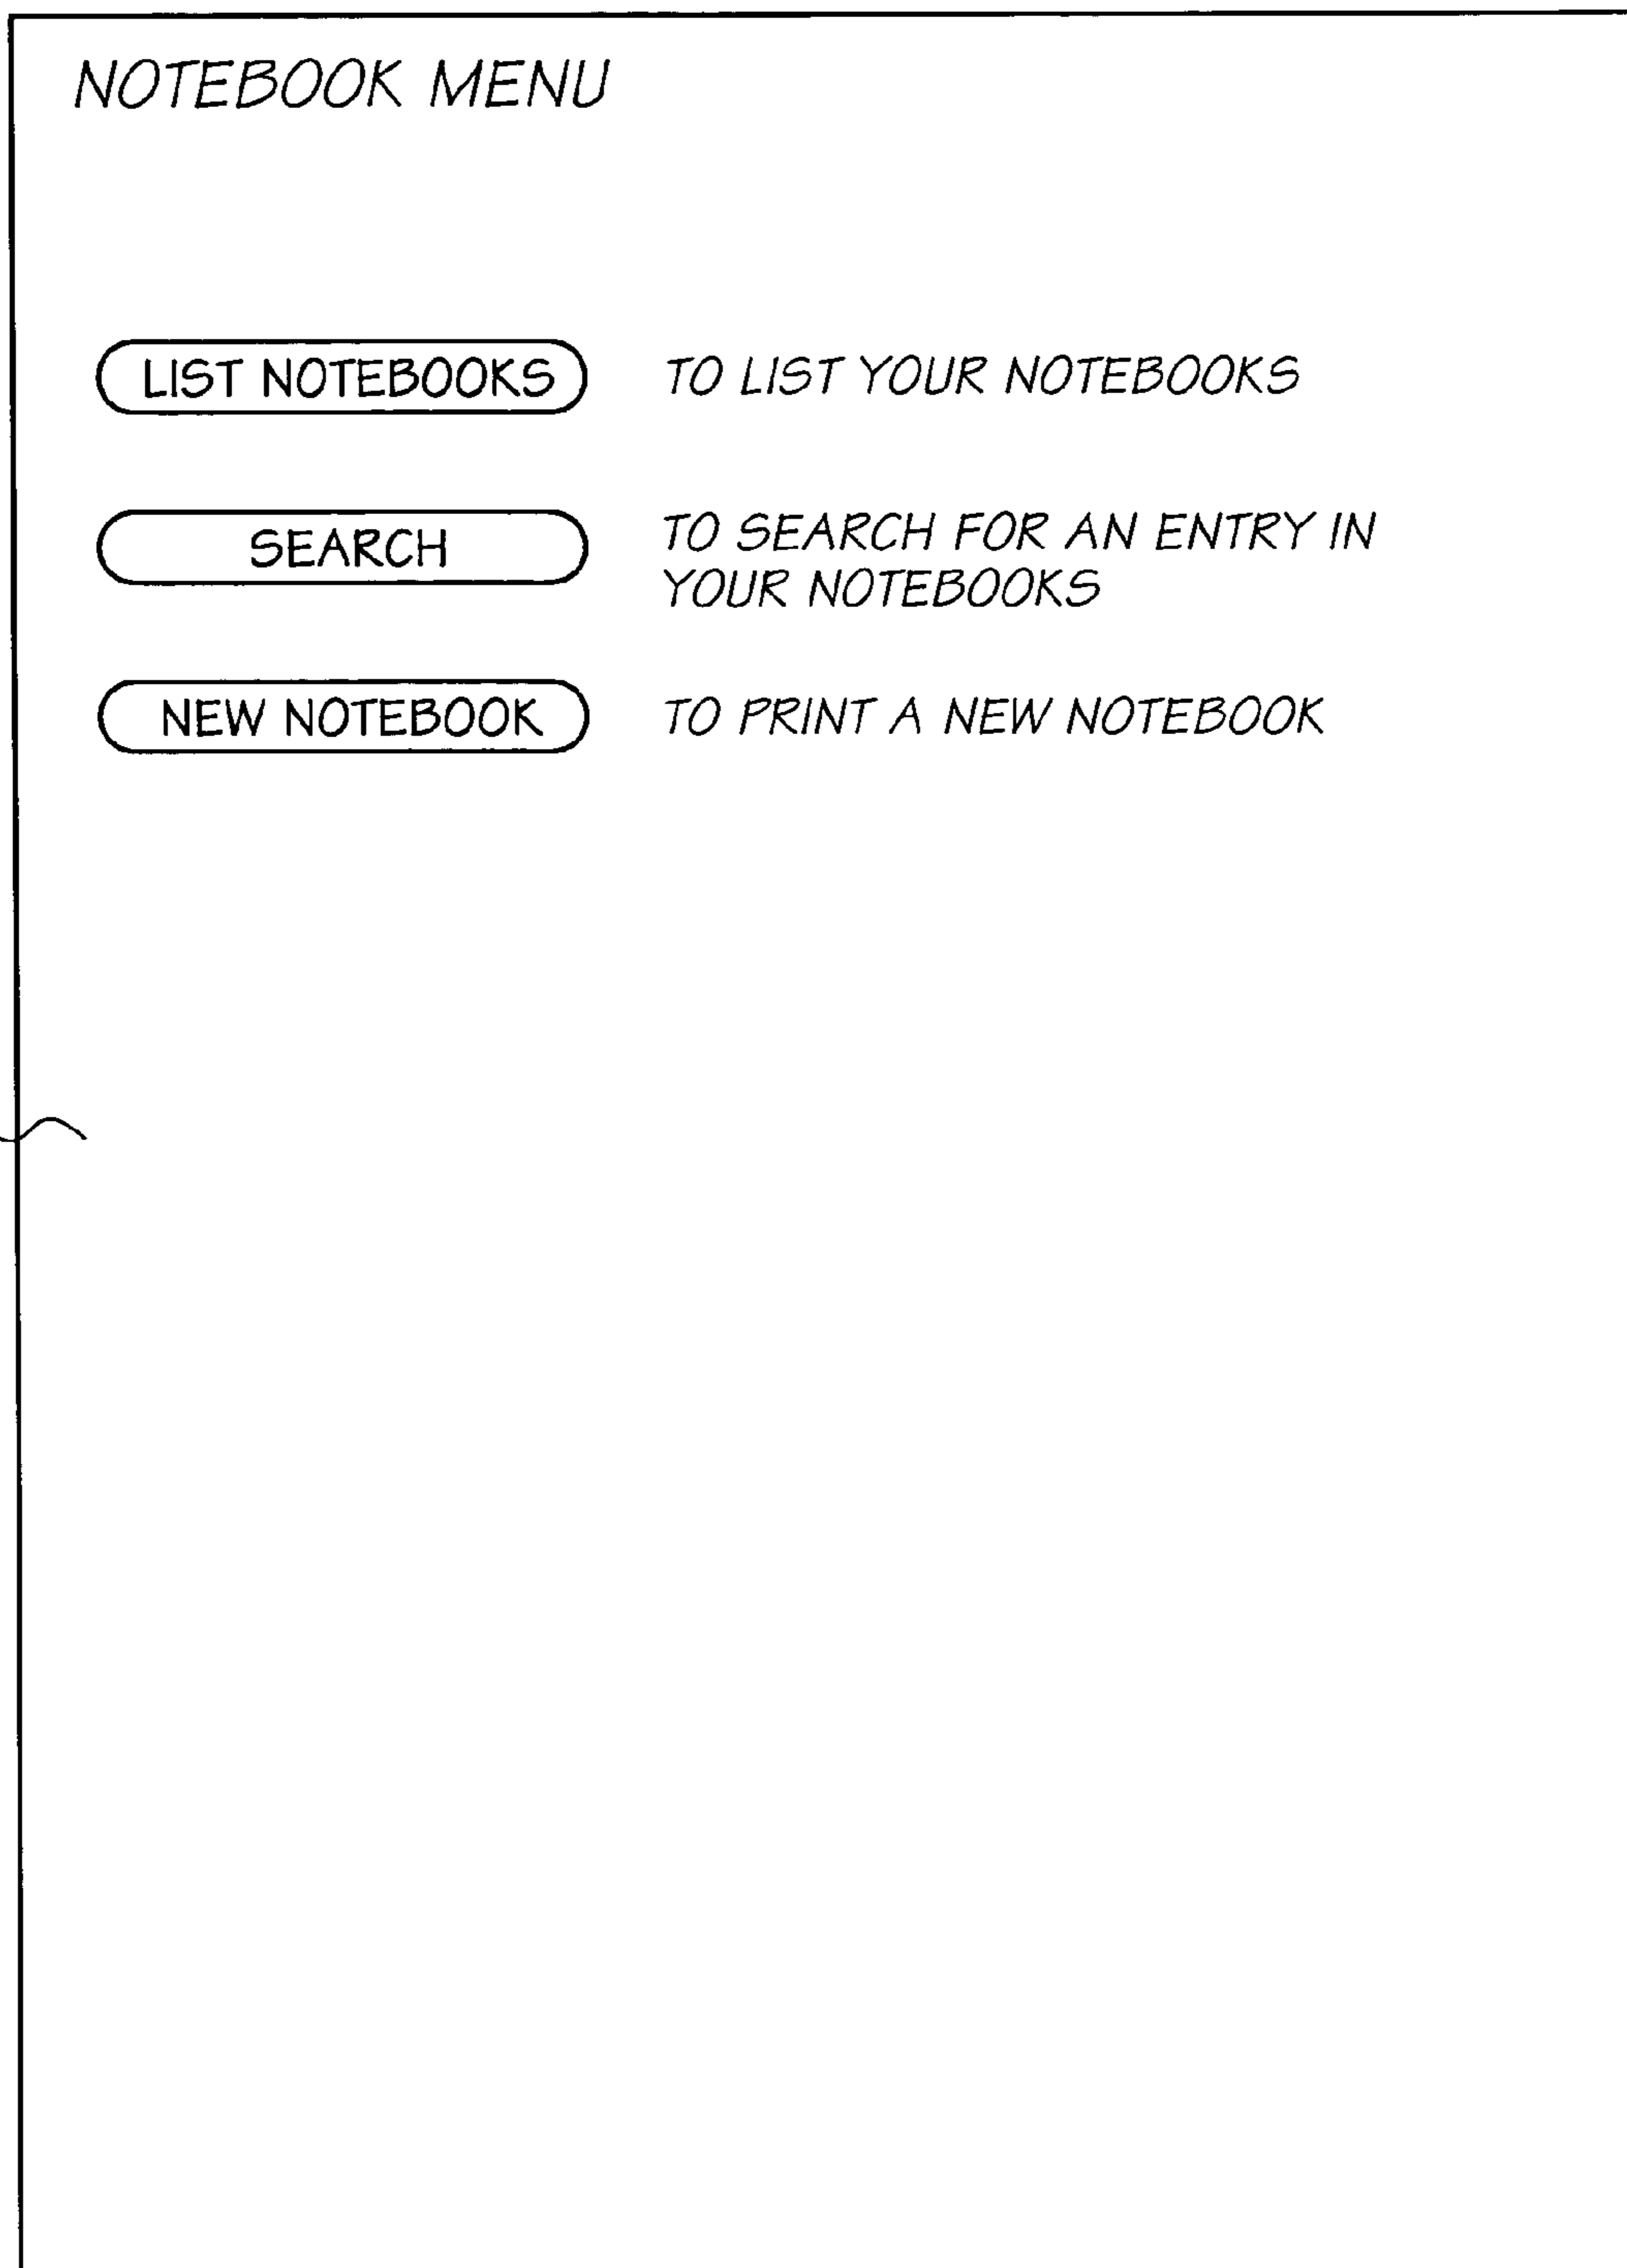 NOTEBOOK MENU
LIST NOTEBOOKS TO LIST YOUR NOTEBOOKS
SEARCH TO SEARCH FOR AN ENTRY IN
YOUR NOTEBOOKS
NEW NOTEBOOK TO PRINT A NEW NOTEBOOK